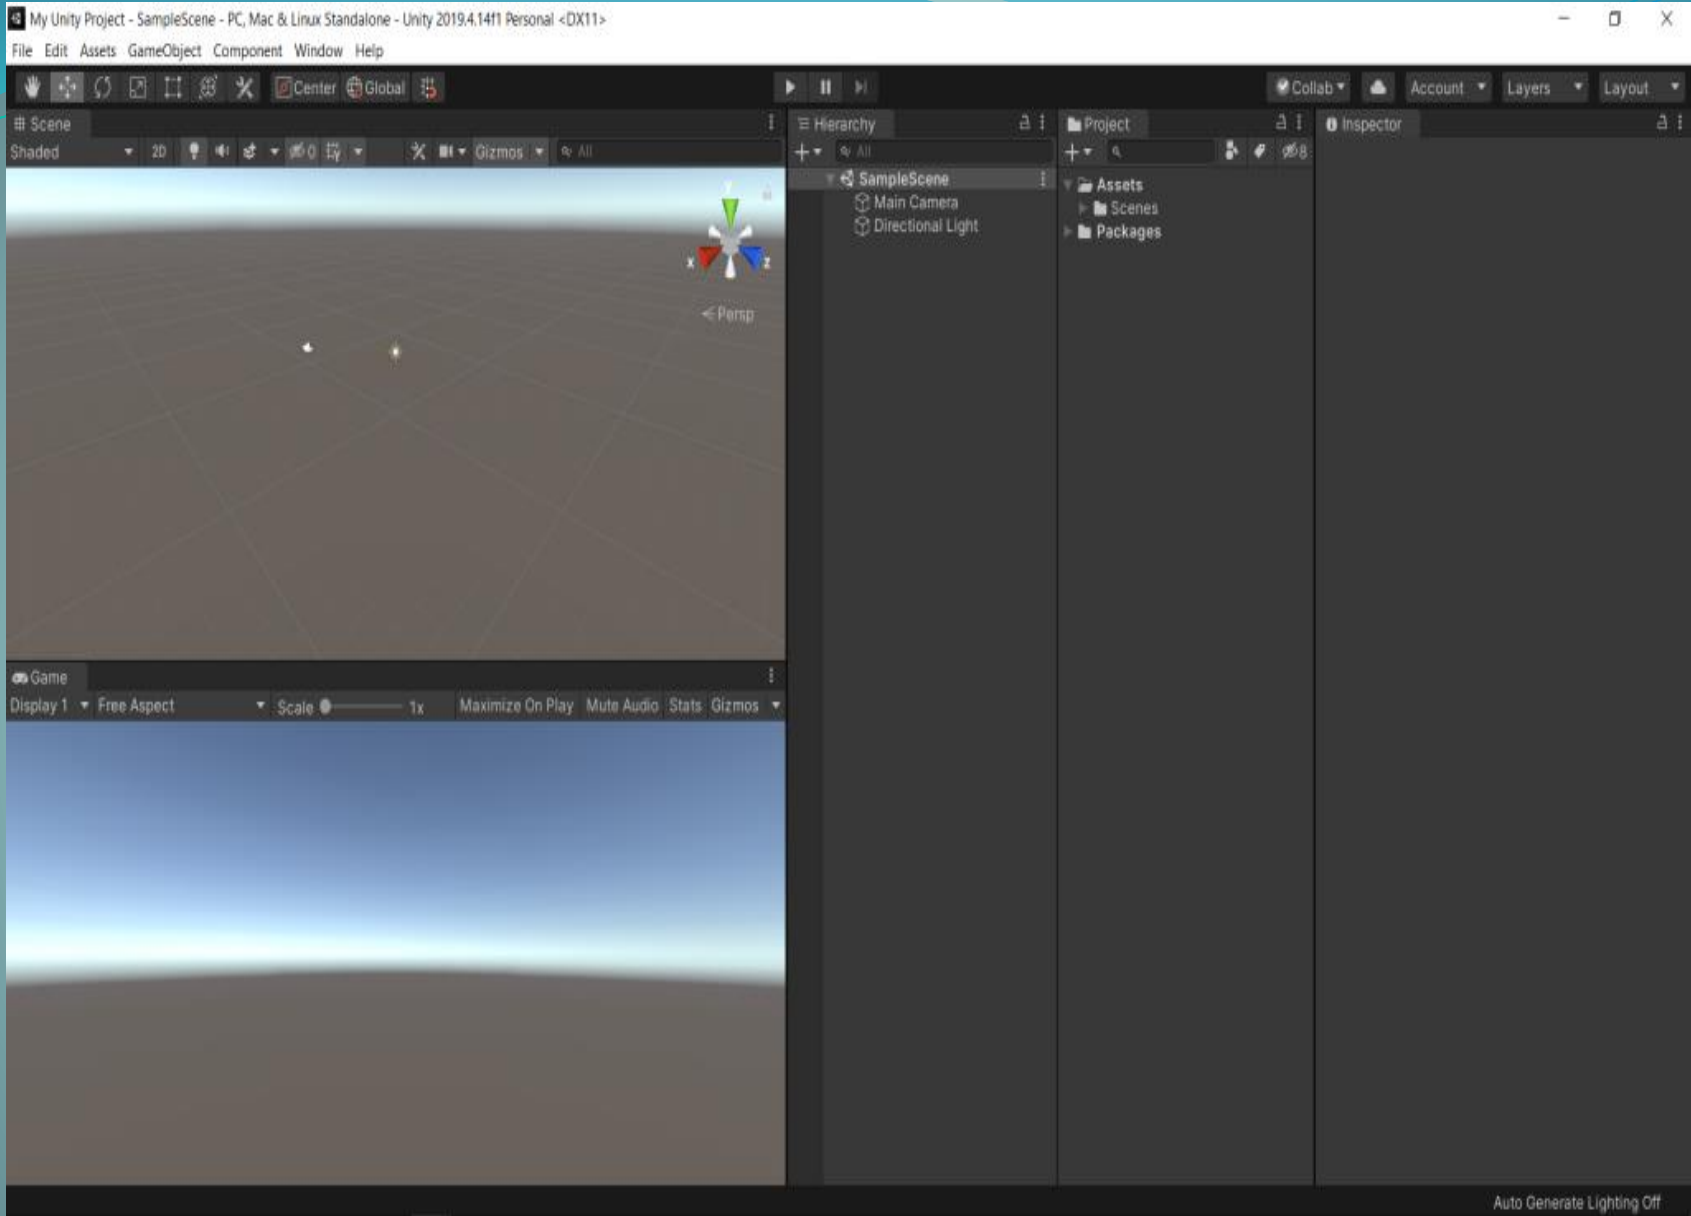 My Unity Project - SampleScene - PC, Mac & Linux Standalone - Unity 2019.4.14f1 Personal <DX11>
File Edit Assets GameObject Component Window Help
Center Global Collab Account Layers Layout
Scene
Shaded 2D 0 Gizmos All
Y
x z
Persp
Hierarchy
All
SampleScene
Main Camera
Directional Light
Project
8
Assets
Scenes
Packages
Inspector
Game
Display 1 Free Aspect Scale 1x Maximize On Play Mute Audio Stats Gizmos
Auto Generate Lighting Off